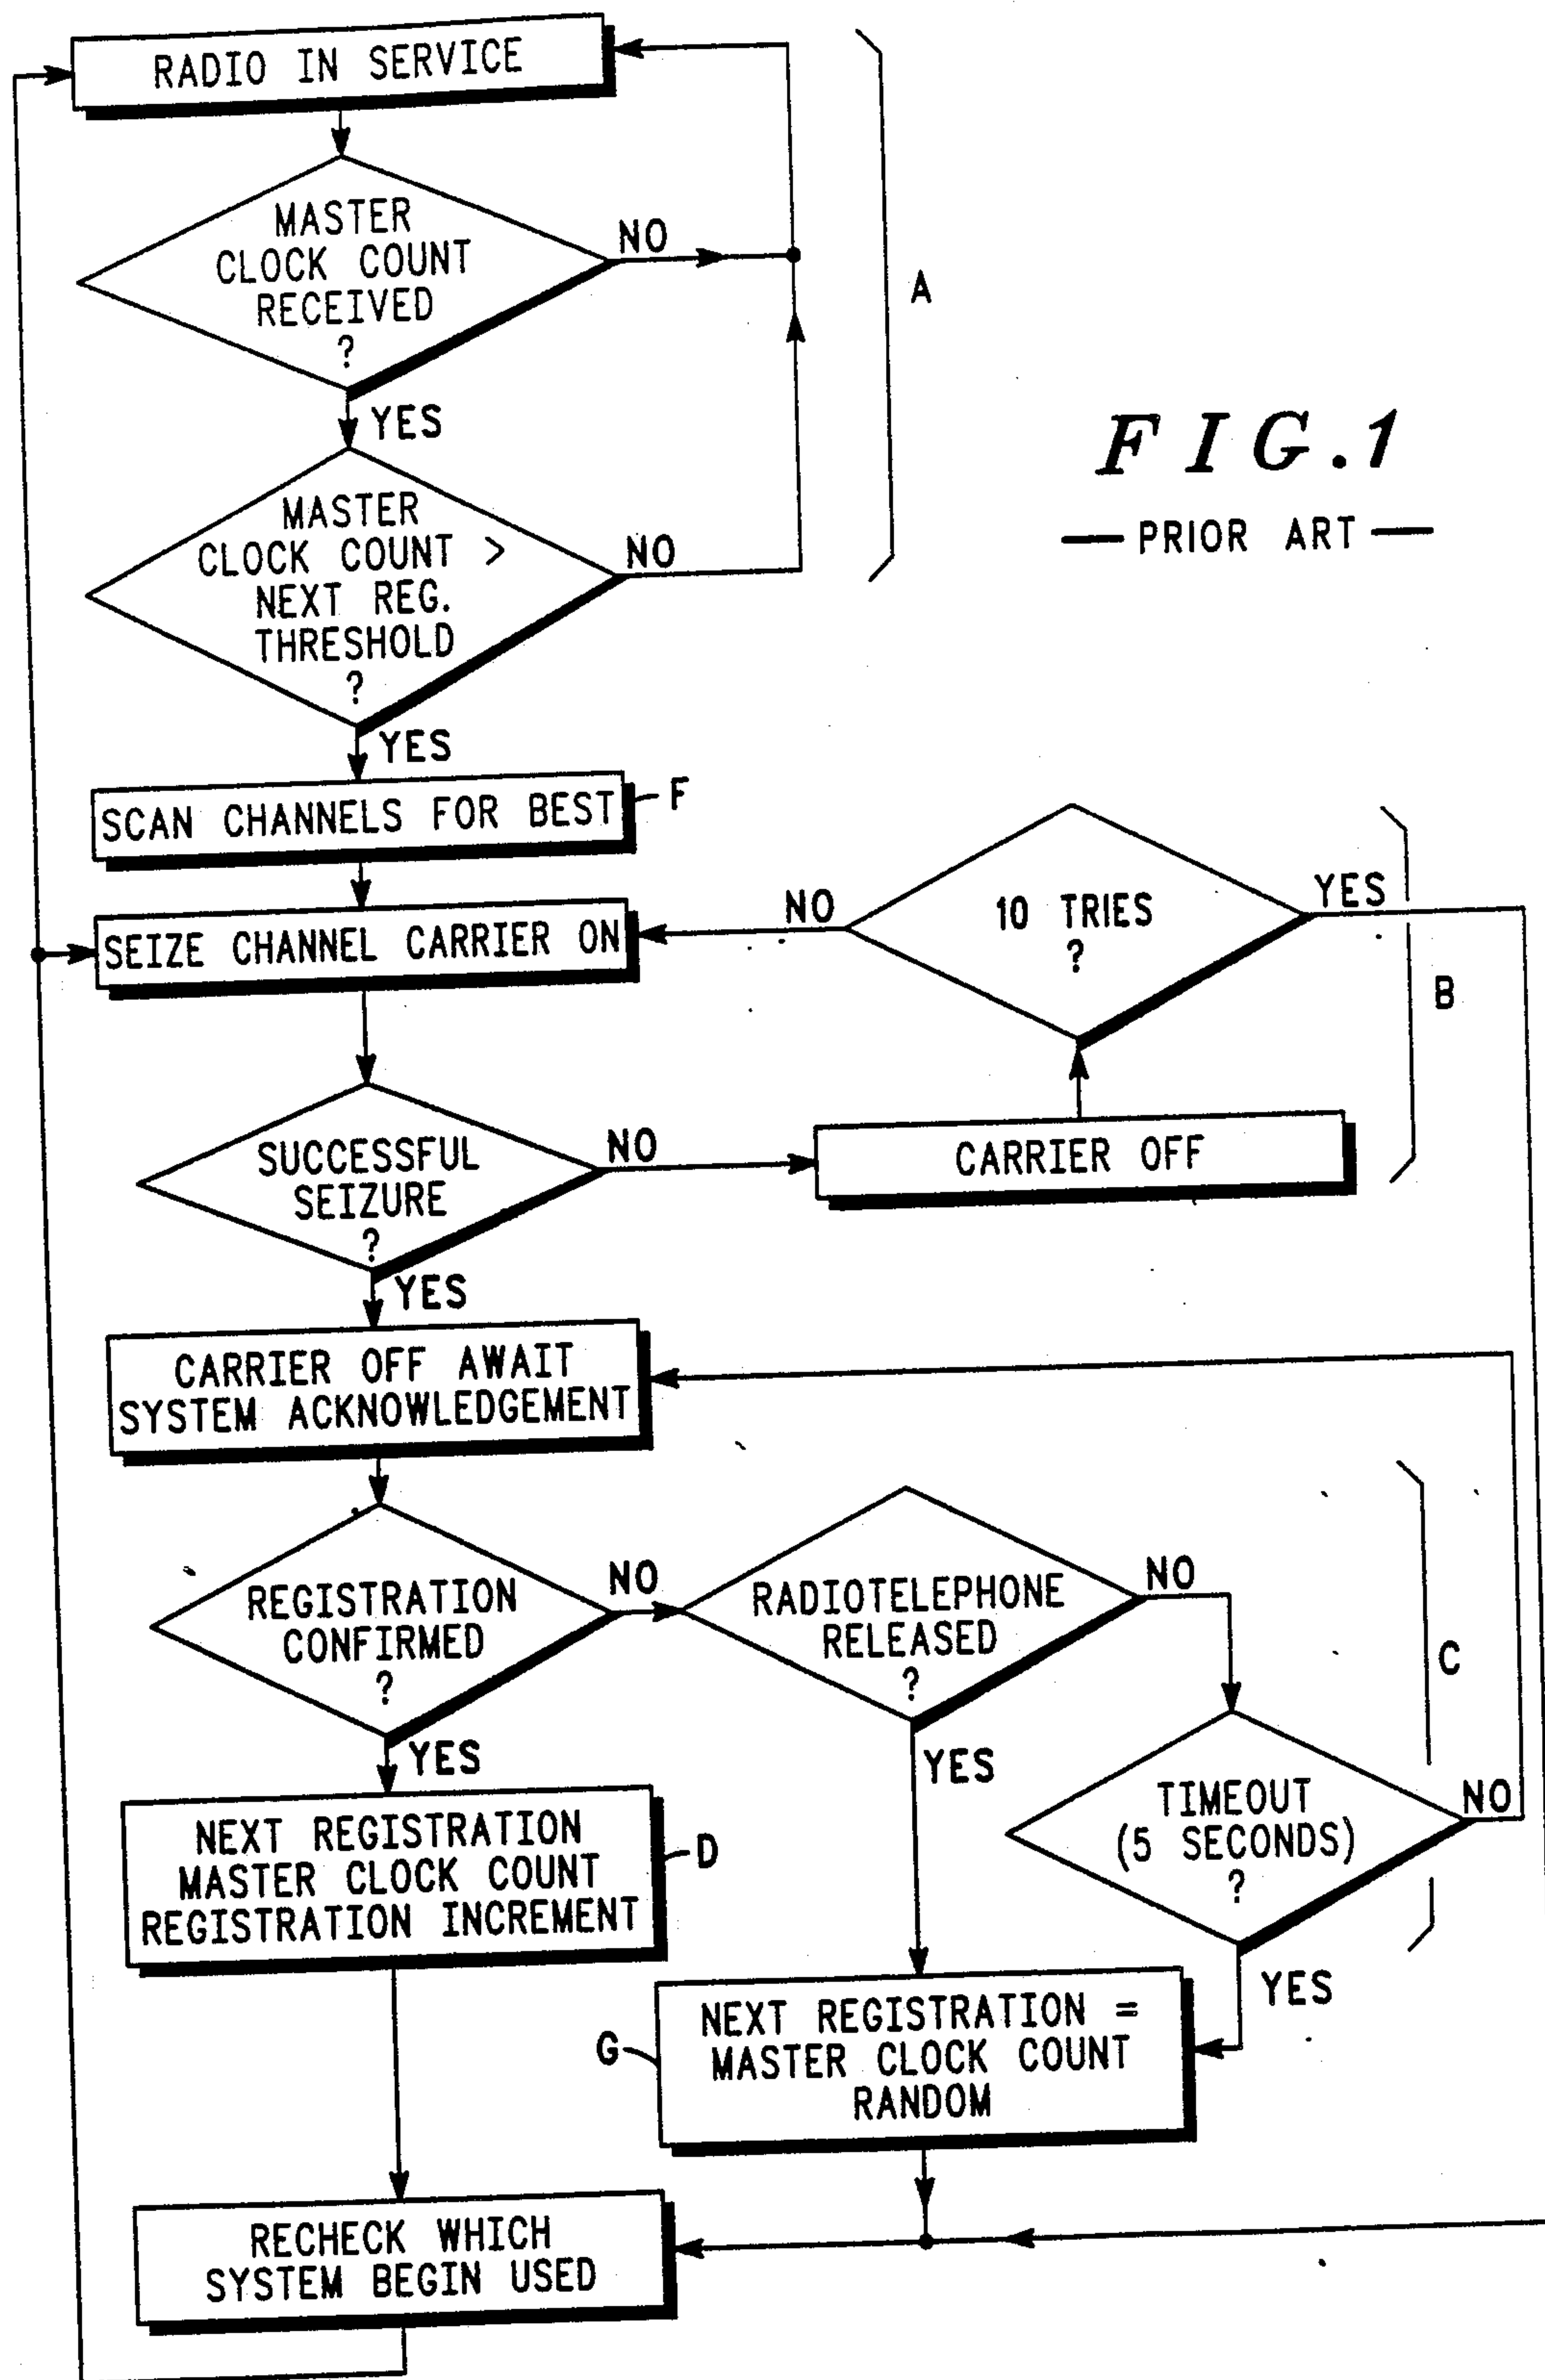 RADIO IN SERVICE
MASTER
CLOCK COUNT
RECEIVED
?
NO
YES
A
MASTER
CLOCK COUNT >
NEXT REG.
THRESHOLD
?
NO
YES
FIG.1
— PRIOR ART —
SCAN CHANNELS FOR BEST
F
SEIZE CHANNEL CARRIER ON
NO
10 TRIES
?
YES
B
SUCCESSFUL
SEIZURE
?
NO
YES
CARRIER OFF
CARRIER OFF AWAIT
SYSTEM ACKNOWLEDGEMENT
REGISTRATION
CONFIRMED
?
NO
YES
RADIOTELEPHONE
RELEASED
?
NO
YES
C
TIMEOUT
(5 SECONDS)
?
NO
YES
NEXT REGISTRATION
MASTER CLOCK COUNT
REGISTRATION INCREMENT
D
G
NEXT REGISTRATION =
MASTER CLOCK COUNT
RANDOM
RECHECK WHICH
SYSTEM BEGIN USED